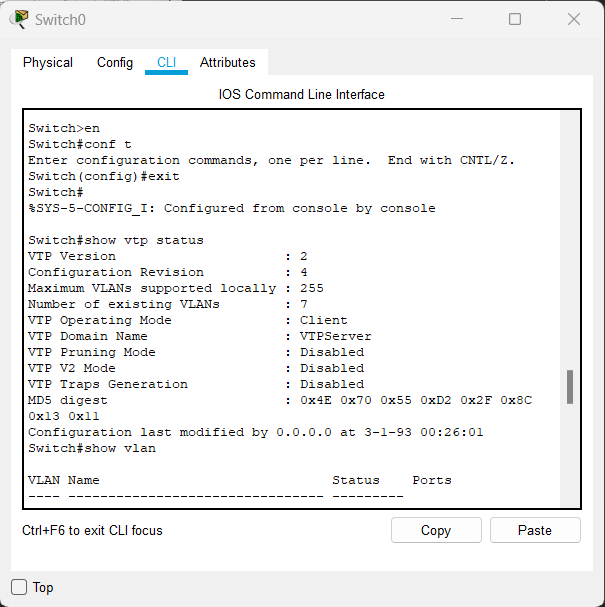 Switch0
Physical Config CLI Attributes
IOS Command Line Interface
Switch>en
Switch#conf t
Enter configuration commands, one per line.  End with CNTL/Z.
Switch(config)#exit
Switch#
%SYS-5-CONFIG_I: Configured from console by console
Switch#show vtp status
VTP Version                     : 2
Configuration Revision          : 4
Maximum VLANs supported locally : 255
Number of existing VLANs        : 7
VTP Operating Mode              : Client
VTP Domain Name                 : VTPServer
VTP Pruning Mode                : Disabled
VTP V2 Mode                     : Disabled
VTP Traps Generation            : Disabled
MD5 digest                      : 0x4E 0x70 0x55 0xD2 0x2F 0x8C
0x13 0x11
Configuration last modified by 0.0.0.0 at 3-1-93 00:26:01
Switch#show vlan
VLAN Name                             Status    Ports
---- -------------------------------- ---------
Ctrl+F6 to exit CLI focus Copy Paste
Top